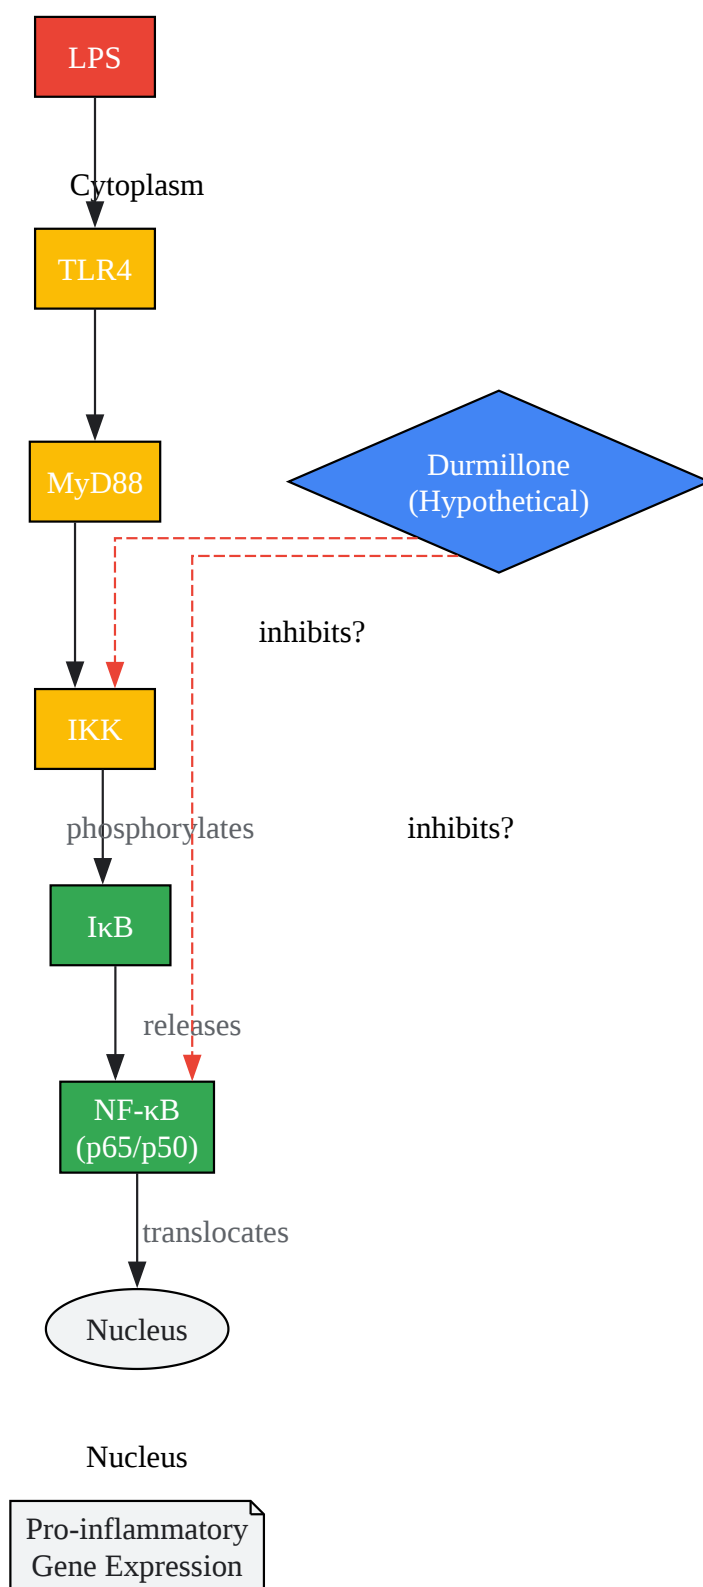 LPS
Cytoplasm
TLR4
MyD88
Durmillone
(Hypothetical)
inhibits?
IKK
phosphorylates
inhibits?
IκB
releases
NF-κB
(p65/p50)
translocates
Nucleus
Nucleus
Pro-inflammatory
Gene Expression